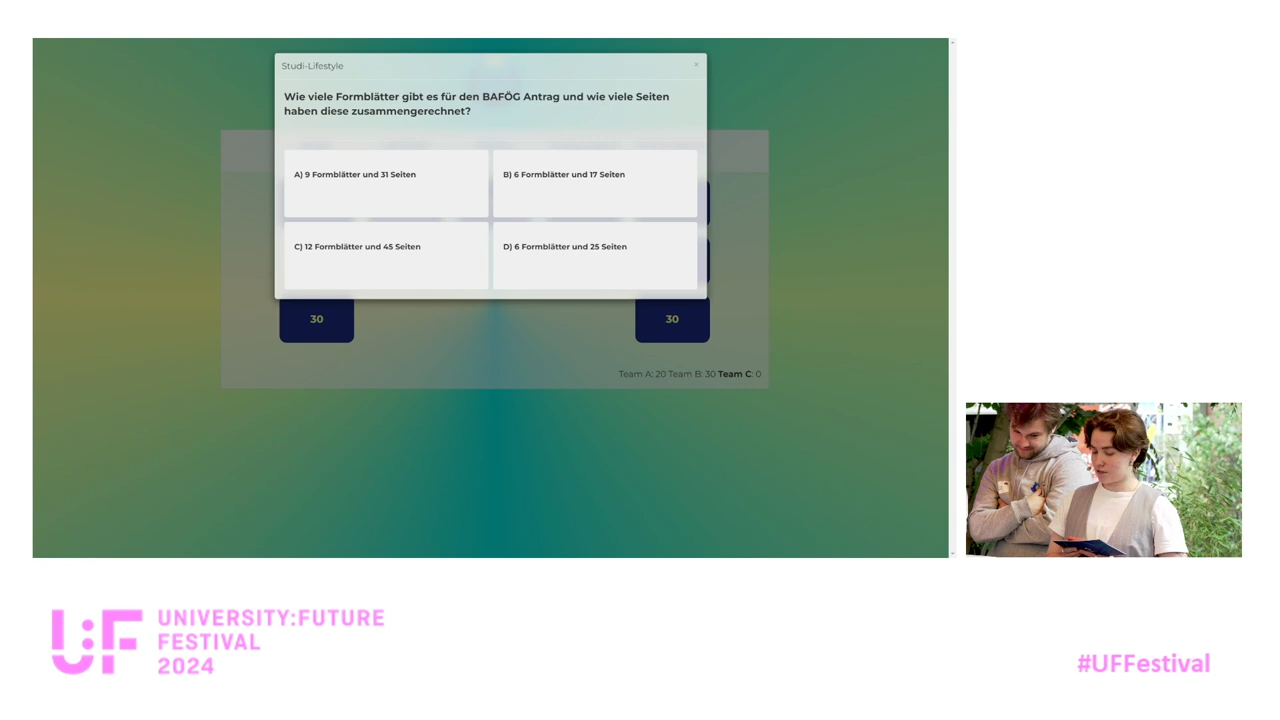 Studi-Lifestyle ×
Wie viele Formblätter gibt es für den BAFÖG Antrag und wie viele Seiten
haben diese zusammengerechnet?
A) 9 Formblätter und 31 Seiten
B) 6 Formblätter und 17 Seiten
C) 12 Formblätter und 45 Seiten
D) 6 Formblätter und 25 Seiten
30
30
Team A: 20 Team B: 30 Team C: 0
U:F
UNIVERSITY:FUTURE
FESTIVAL
2024
#UFFestival